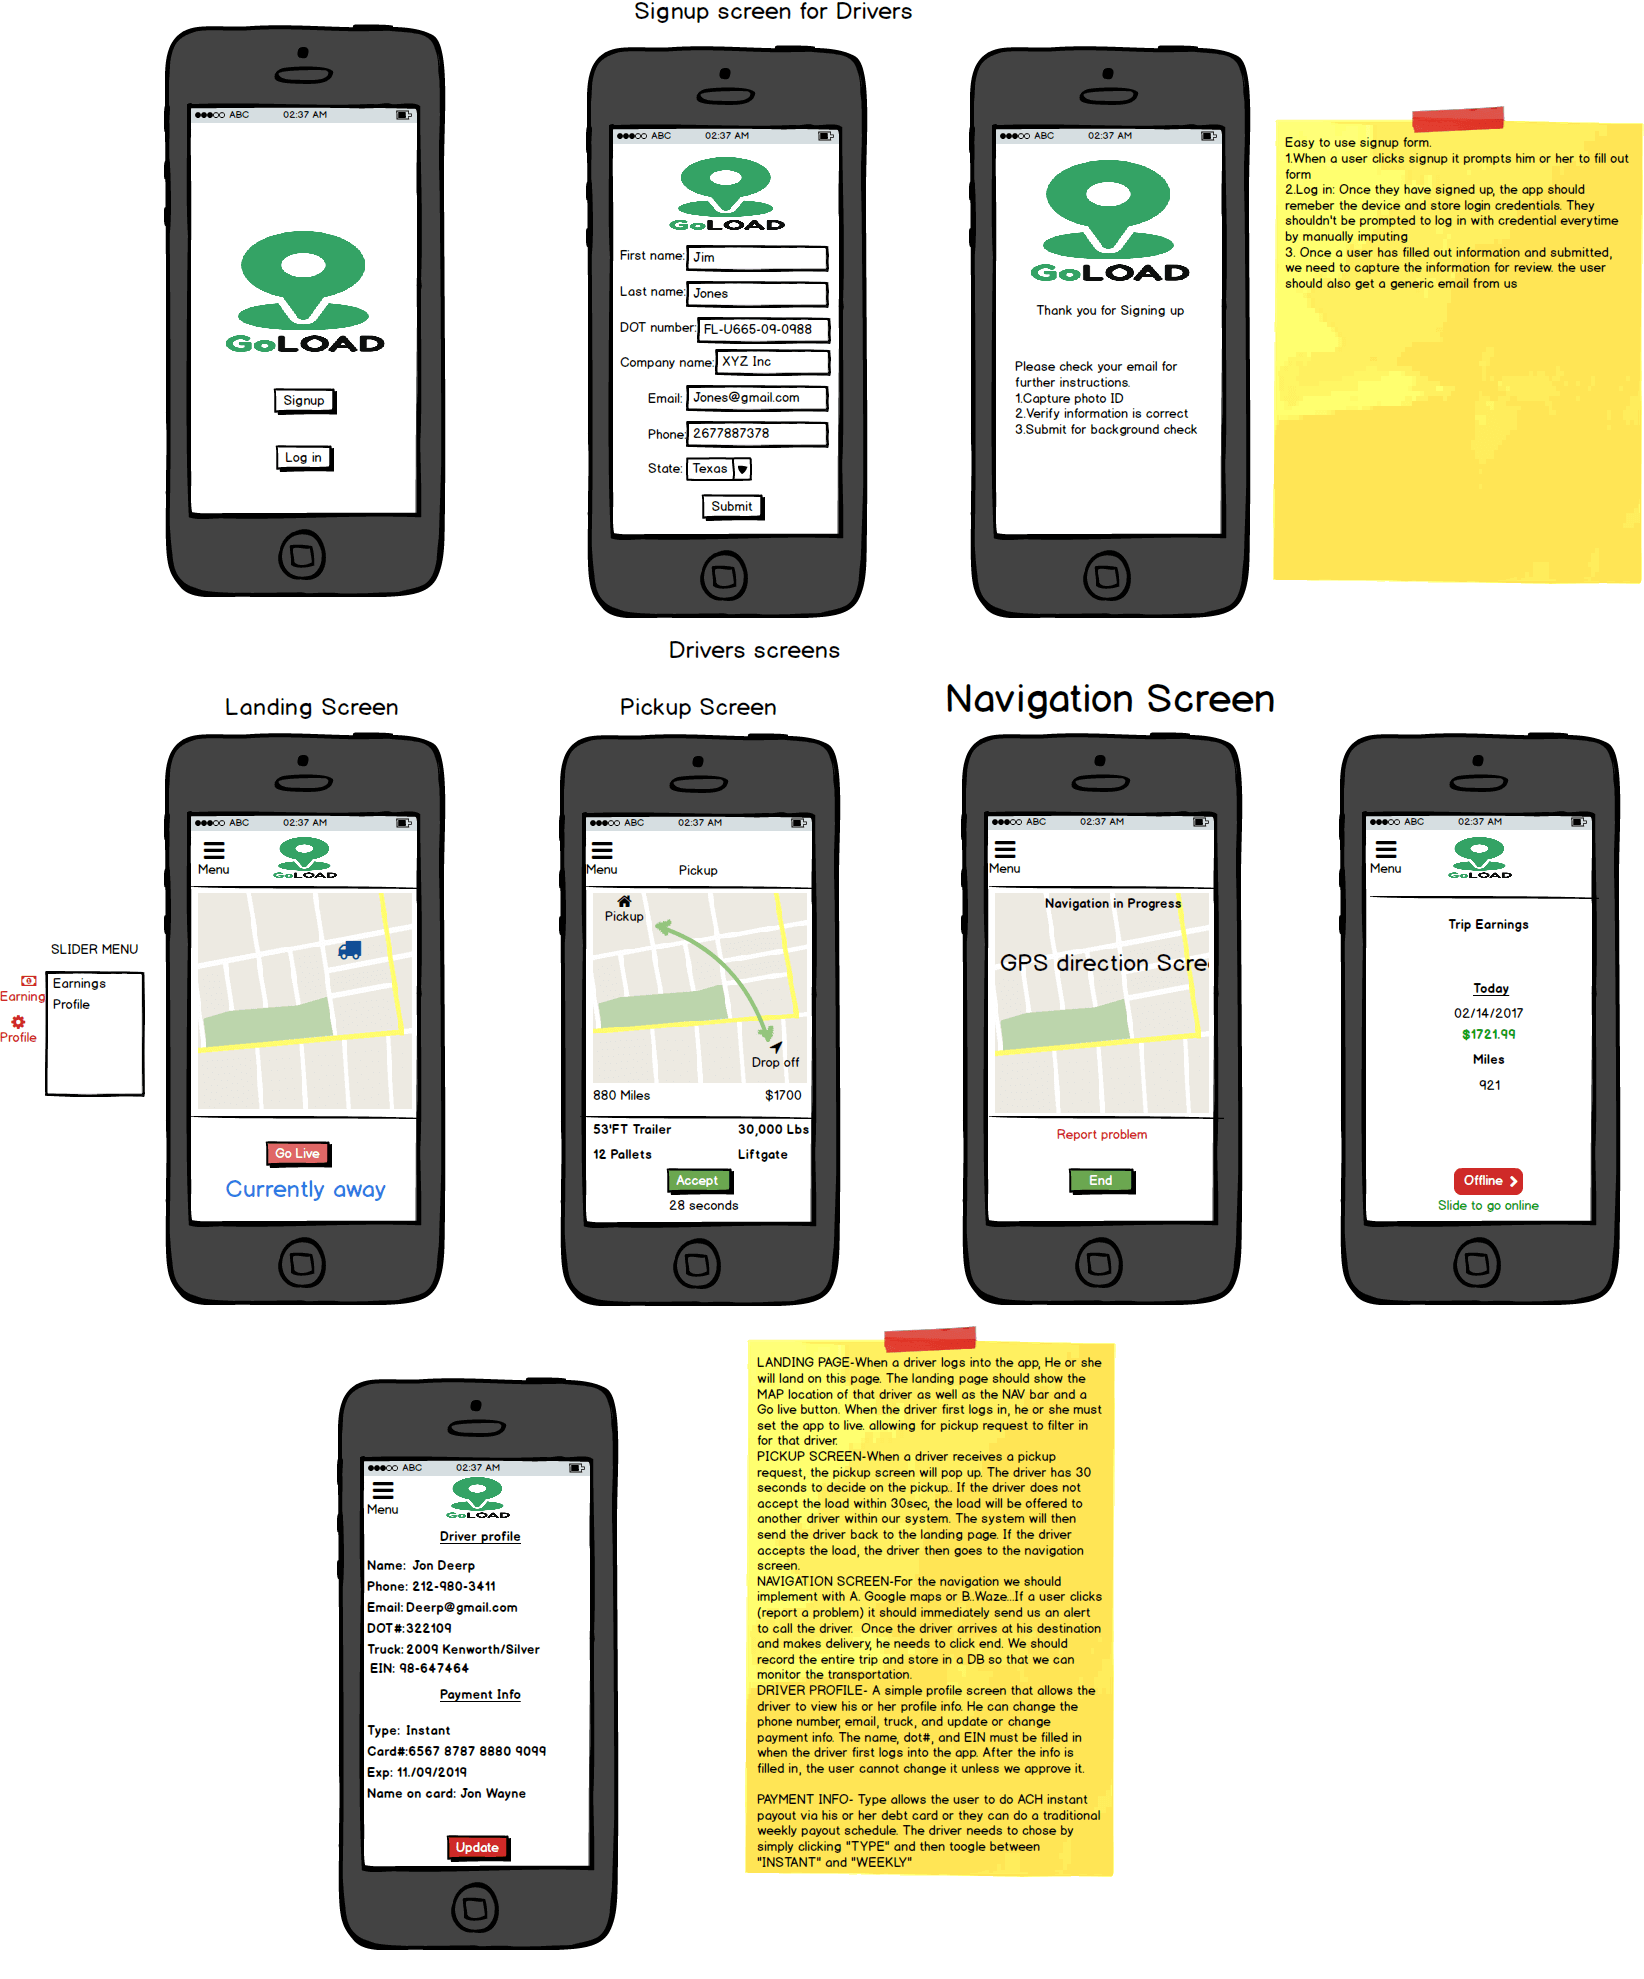 Signup screen for Drivers
ABC 02:37 AM
GoLOAD
Signup
Log in
ABC 02:37 AM
GoLOAD
First name: Jim
Last name: Jones
DOT number: FL-U665-09-0988
Company name: XYZ Inc
Email: Jones@gmail.com
Phone: 2677887378
State: Texas
Submit
ABC 02:37 AM
GoLOAD
Thank you for Signing up
Please check your email for
further instructions.
1.Capture photo ID
2.Verify information is correct
3.Submit for background check
Easy to use signup form.
1.When a user clicks signup it prompts him or her to fill out
form
2.Log in: Once they have signed up, the app should
remeber the device and store login credentials. They
shouldn't be prompted to log in with credential everytime
by manually imputing
3. Once a user has filled out information and submitted,
we need to capture the information for review. the user
should also get a generic email from us
Drivers screens
Landing Screen
SLIDER MENU
Earning
Profile
Earnings
Profile
ABC 02:37 AM
Menu
GoLOAD
Go Live
Currently away
Pickup Screen
ABC 02:37 AM
Menu
Pickup
Pickup
Drop off
880 Miles $1700
53'FT Trailer 30,000 Lbs
12 Pallets Liftgate
Accept
28 seconds
Navigation Screen
ABC 02:37 AM
Menu
Navigation in Progress
GPS direction Scre
Report problem
End
ABC 02:37 AM
Menu
GoLOAD
Trip Earnings
Today
02/14/2017
$1721.99
Miles
921
Offline
Slide to go online
ABC 02:37 AM
Menu
GoLOAD
Driver profile
Name: Jon Deerp
Phone: 212-980-3411
Email: Deerp@gmail.com
DOT#:322109
Truck: 2009 Kenworth/Silver
EIN: 98-647464
Payment Info
Type: Instant
Card#:6567 8787 8880 9099
Exp: 11./09/2019
Name on card: Jon Wayne
Update
LANDING PAGE-When a driver logs into the app, He or she
will land on this page. The landing page should show the
MAP location of that driver as well as the NAV bar and a
Go live button. When the driver first logs in, he or she must
set the app to live. allowing for pickup request to filter in
for that driver.
PICKUP SCREEN-When a driver receives a pickup
request, the pickup screen will pop up. The driver has 30
seconds to decide on the pickup.. If the driver does not
accept the load within 30sec, the load will be offered to
another driver within our system. The system will then
send the driver back to the landing page. If the driver
accepts the load, the driver then goes to the navigation
screen.
NAVIGATION SCREEN-For the navigation we should
implement with A. Google maps or B..Waze...If a user clicks
(report a problem) it should immediately send us an alert
to call the driver. Once the driver arrives at his destination
and makes delivery, he needs to click end. We should
record the entire trip and store in a DB so that we can
monitor the transportation.
DRIVER PROFILE- A simple profile screen that allows the
driver to view his or her profile info. He can change the
phone number, email, truck, and update or change
payment info. The name, dot#, and EIN must be filled in
when the driver first logs into the app. After the info is
filled in, the user cannot change it unless we approve it.
PAYMENT INFO- Type allows the user to do ACH instant
payout via his or her debt card or they can do a traditional
weekly payout schedule. The driver needs to chose by
simply clicking "TYPE" and then toogle between
"INSTANT" and "WEEKLY"